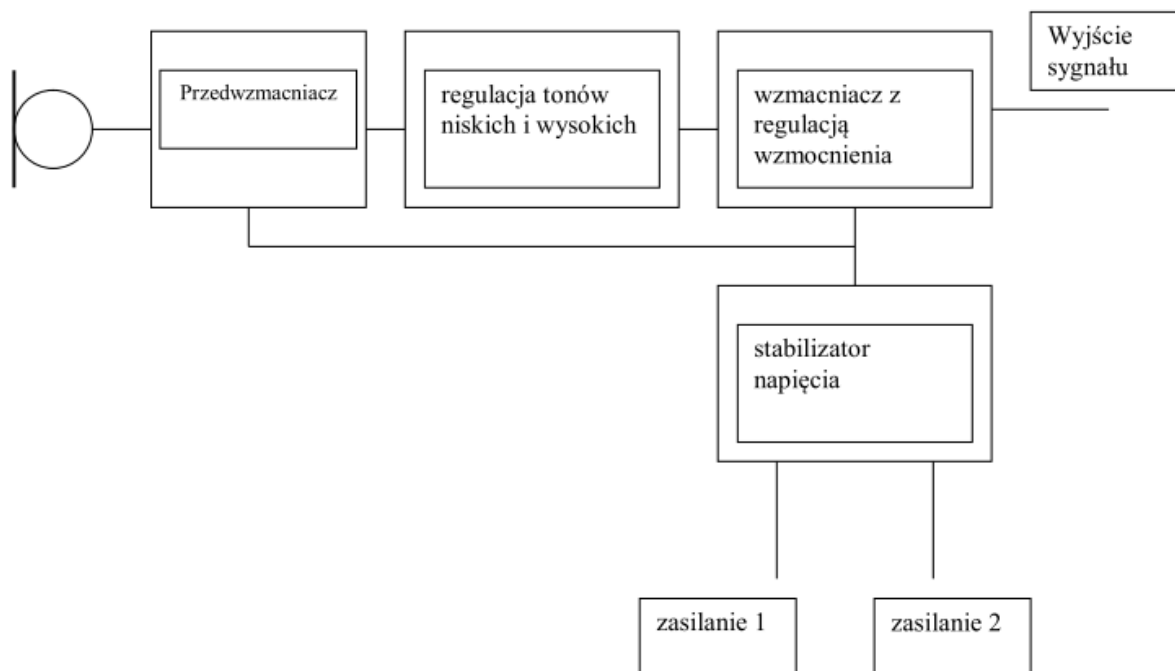 Przedwzmacniacz
regulacja tonów
niskich i wysokich
wzmacniacz z
regulacją
wzmocnienia
Wyjście
sygnału
stabilizator
napięcia
zasilanie 1
zasilanie 2